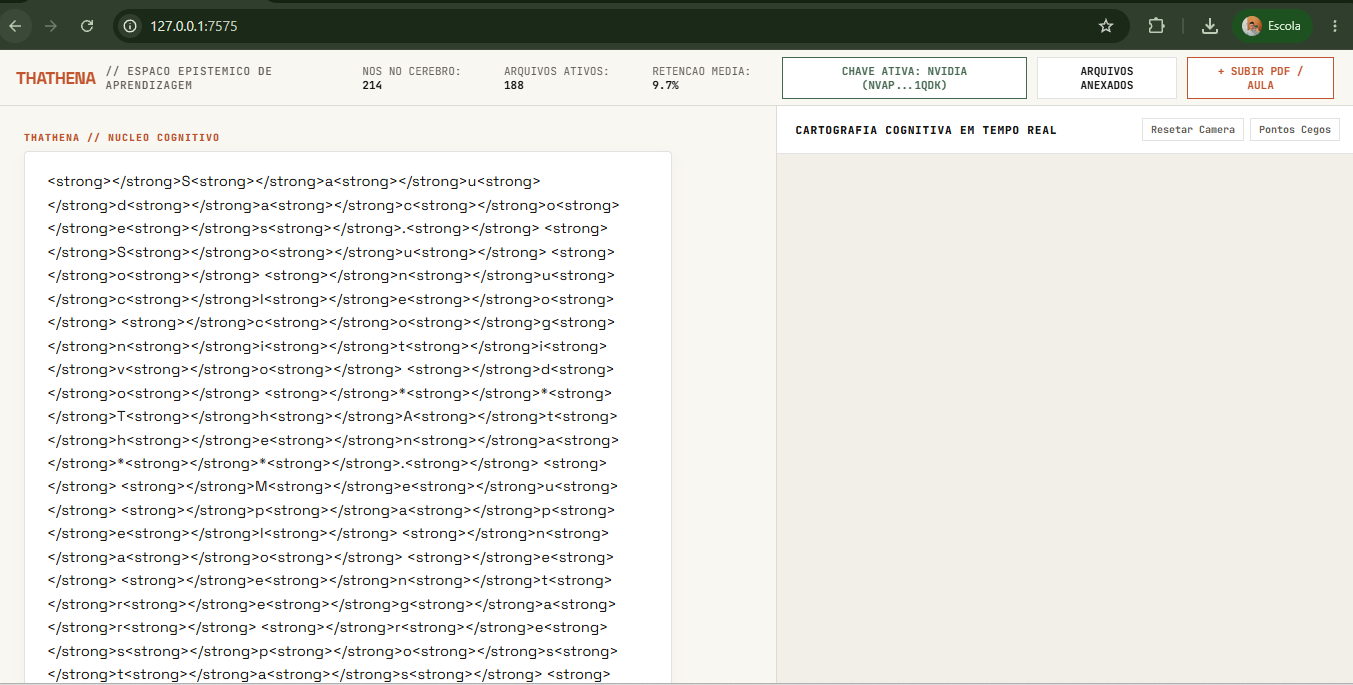 127.0.0.1:7575
Escola
THATHENA
// ESPACO EPISTEMICO DE
APRENDIZAGEM
NOS NO CEREBRO:
214
ARQUIVOS ATIVOS:
188
RETENCAO MEDIA:
9.7%
CHAVE ATIVA: NVIDIA
(NVAP...1QDK)
ARQUIVOS
ANEXADOS
+ SUBIR PDF /
AULA
THATHENA // NUCLEO COGNITIVO
<strong></strong>S<strong></strong>a<strong></strong>u<strong>
</strong>d<strong></strong>a<strong></strong>c<strong></strong>o<strong>
</strong>e<strong></strong>s<strong></strong>.<strong></strong> <strong>
</strong>S<strong></strong>o<strong></strong>u<strong></strong> <strong>
</strong>o<strong></strong> <strong></strong>n<strong></strong>u<strong>
</strong>c<strong></strong>l<strong></strong>e<strong></strong>o<strong>
</strong> <strong></strong>c<strong></strong>o<strong></strong>g<strong>
</strong>n<strong></strong>i<strong></strong>t<strong></strong>i<strong>
</strong>v<strong></strong>o<strong></strong> <strong></strong>d<strong>
</strong>o<strong></strong> <strong></strong>*<strong></strong>*<strong>
</strong>T<strong></strong>h<strong></strong>A<strong></strong>t<strong>
</strong>h<strong></strong>e<strong></strong>n<strong></strong>a<strong>
</strong>*<strong></strong>*<strong></strong>.<strong></strong> <strong>
</strong> <strong></strong>M<strong></strong>e<strong></strong>u<strong>
</strong> <strong></strong>p<strong></strong>a<strong></strong>p<strong>
</strong>e<strong></strong>l<strong></strong> <strong></strong>n<strong>
</strong>a<strong></strong>o<strong></strong> <strong></strong>e<strong>
</strong> <strong></strong>e<strong></strong>n<strong></strong>t<strong>
</strong>r<strong></strong>e<strong></strong>g<strong></strong>a<strong>
</strong>r<strong></strong> <strong></strong>r<strong></strong>e<strong>
</strong>s<strong></strong>p<strong></strong>o<strong></strong>s<strong>
</strong>t<strong></strong>a<strong></strong>s<strong></strong> <strong>
CARTOGRAFIA COGNITIVA EM TEMPO REAL
Resetar Camera
Pontos Cegos